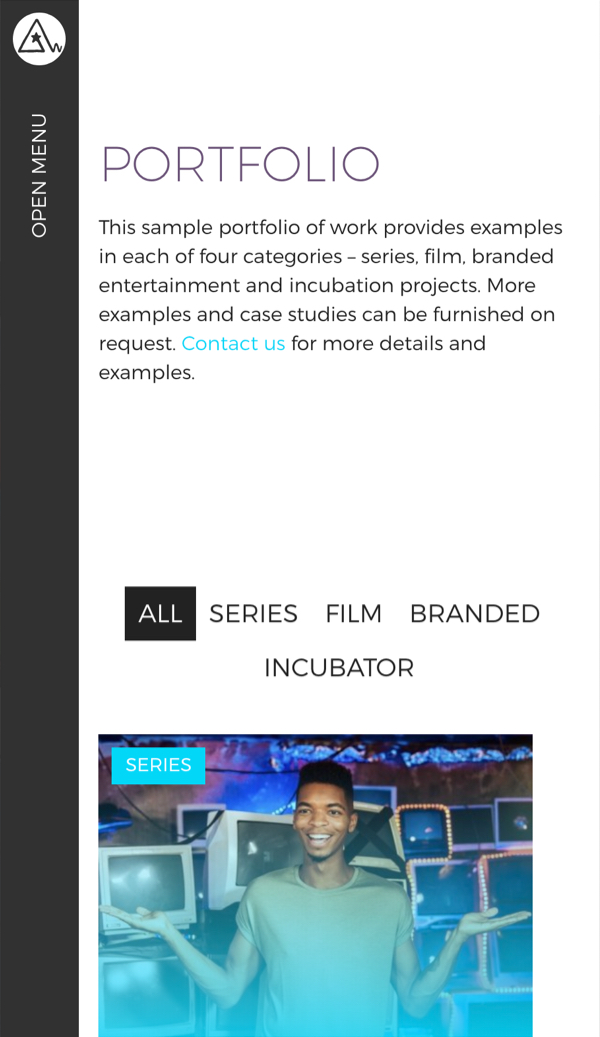 OPEN MENU
PORTFOLIO
This sample portfolio of work provides examples
in each of four categories – series, film, branded
entertainment and incubation projects. More
examples and case studies can be furnished on
request. Contact us for more details and
examples.
ALL SERIES FILM BRANDED
INCUBATOR
SERIES